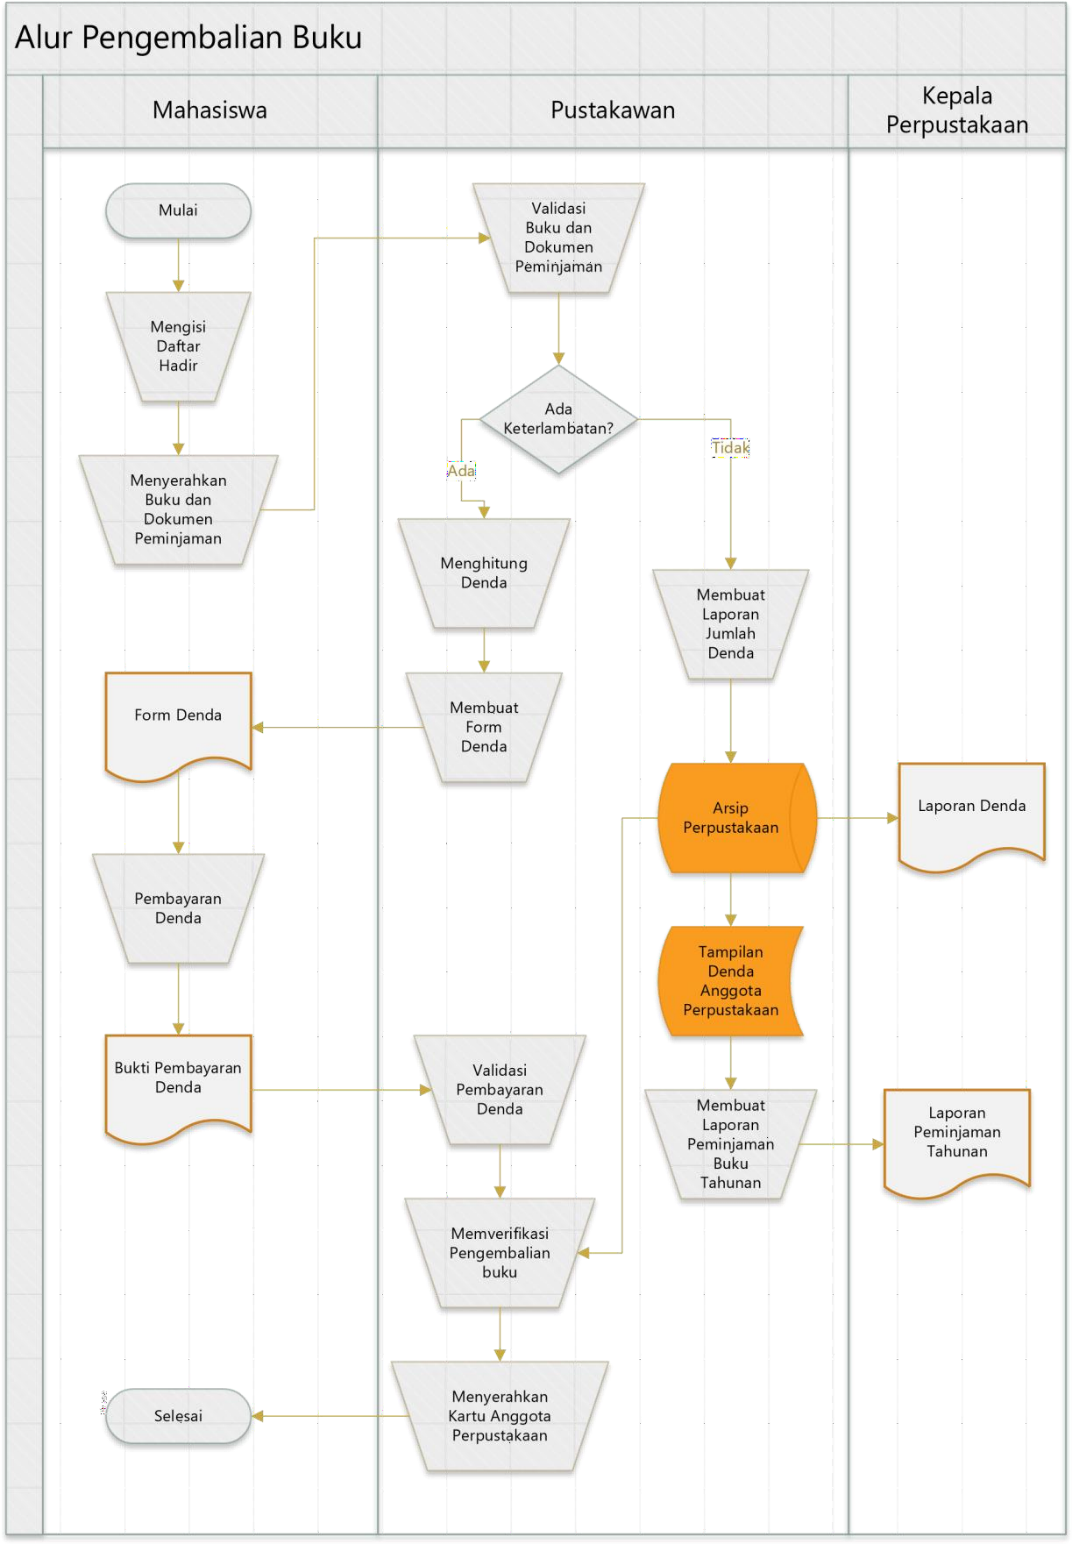 Alur Pengembalian Buku
Mahasiswa
Pustakawan
Kepala
Perpustakaan
Mulai
Mengisi
Daftar
Hadir
Menyerahkan
Buku dan
Dokumen
Peminjaman
Validasi
Buku dan
Dokumen
Peminjaman
Ada
Keterlambatan?
Ada
Tidak
Menghitung
Denda
Membuat
Form
Denda
Membuat
Laporan
Jumlah
Denda
Form Denda
Arsip
Perpustakaan
Laporan Denda
Pembayaran
Denda
Tampilan
Denda
Anggota
Perpustakaan
Bukti Pembayaran
Denda
Validasi
Pembayaran
Denda
Membuat
Laporan
Peminjaman
Buku
Tahunan
Laporan
Peminjaman
Tahunan
Memverifikasi
Pengembalian
buku
Menyerahkan
Kartu Anggota
Perpustakaan
Selesai